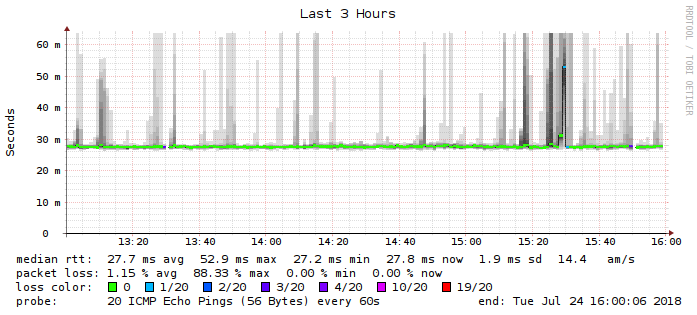 Last 3 Hours
RRDTOOL / TOBI OETIKER
Seconds
60 m
50 m
40 m
30 m
20 m
10 m
0
13:20 13:40 14:00 14:20 14:40 15:00 15:20 15:40 16:00
median rtt: 27.7 ms avg 52.9 ms max 27.2 ms min 27.8 ms now 1.9 ms sd 14.4 am/s
packet loss: 1.15 % avg 88.33 % max 0.00 % min 0.00 % now
loss color: 0 1/20 2/20 3/20 4/20 10/20 19/20
probe: 20 ICMP Echo Pings (56 Bytes) every 60s end: Tue Jul 24 16:00:06 2018